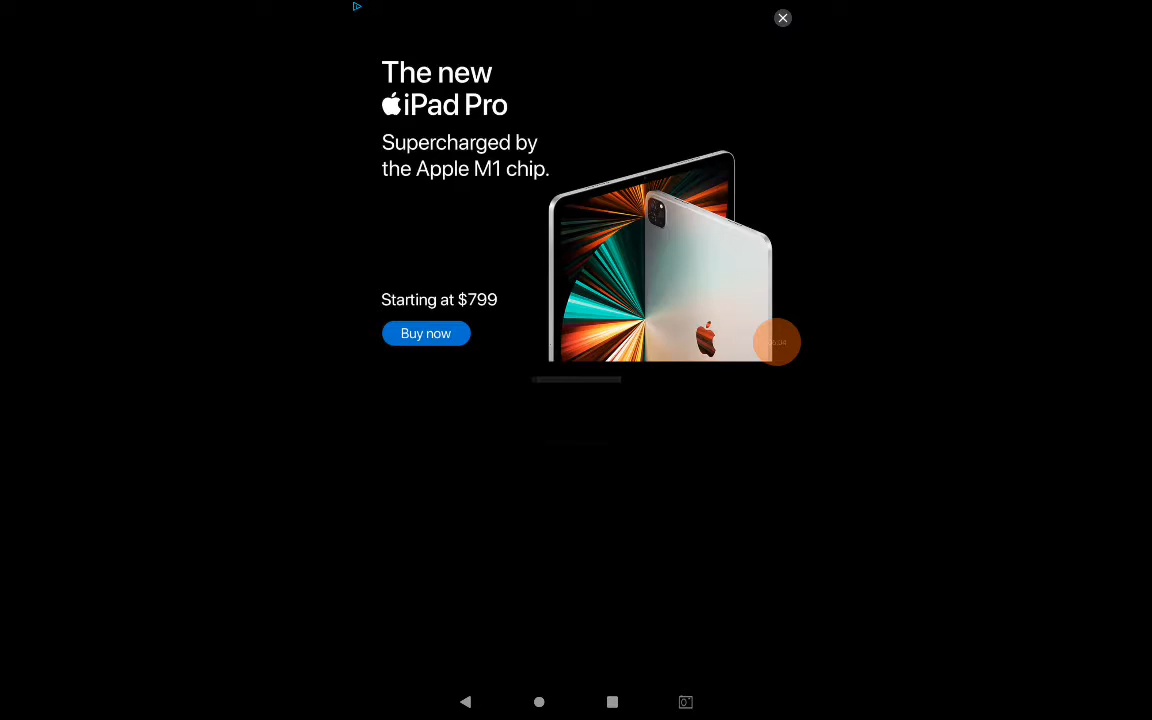 The new
iPad Pro
Supercharged by
the Apple M1 chip.
Starting at $799
Buy now